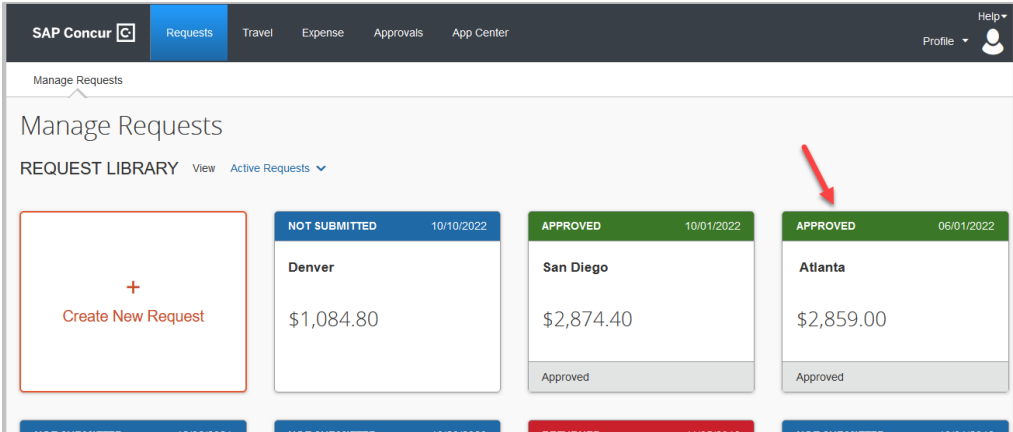 SAP Concur C
Requests
Travel
Expense
Approvals
App Center
Help
Profile
Manage Requests
Manage Requests
REQUEST LIBRARY View Active Requests
+
Create New Request
NOT SUBMITTED 10/10/2022
Denver
$1,084.80
APPROVED 10/01/2022
San Diego
$2,874.40
Approved
APPROVED 06/01/2022
Atlanta
$2,859.00
Approved